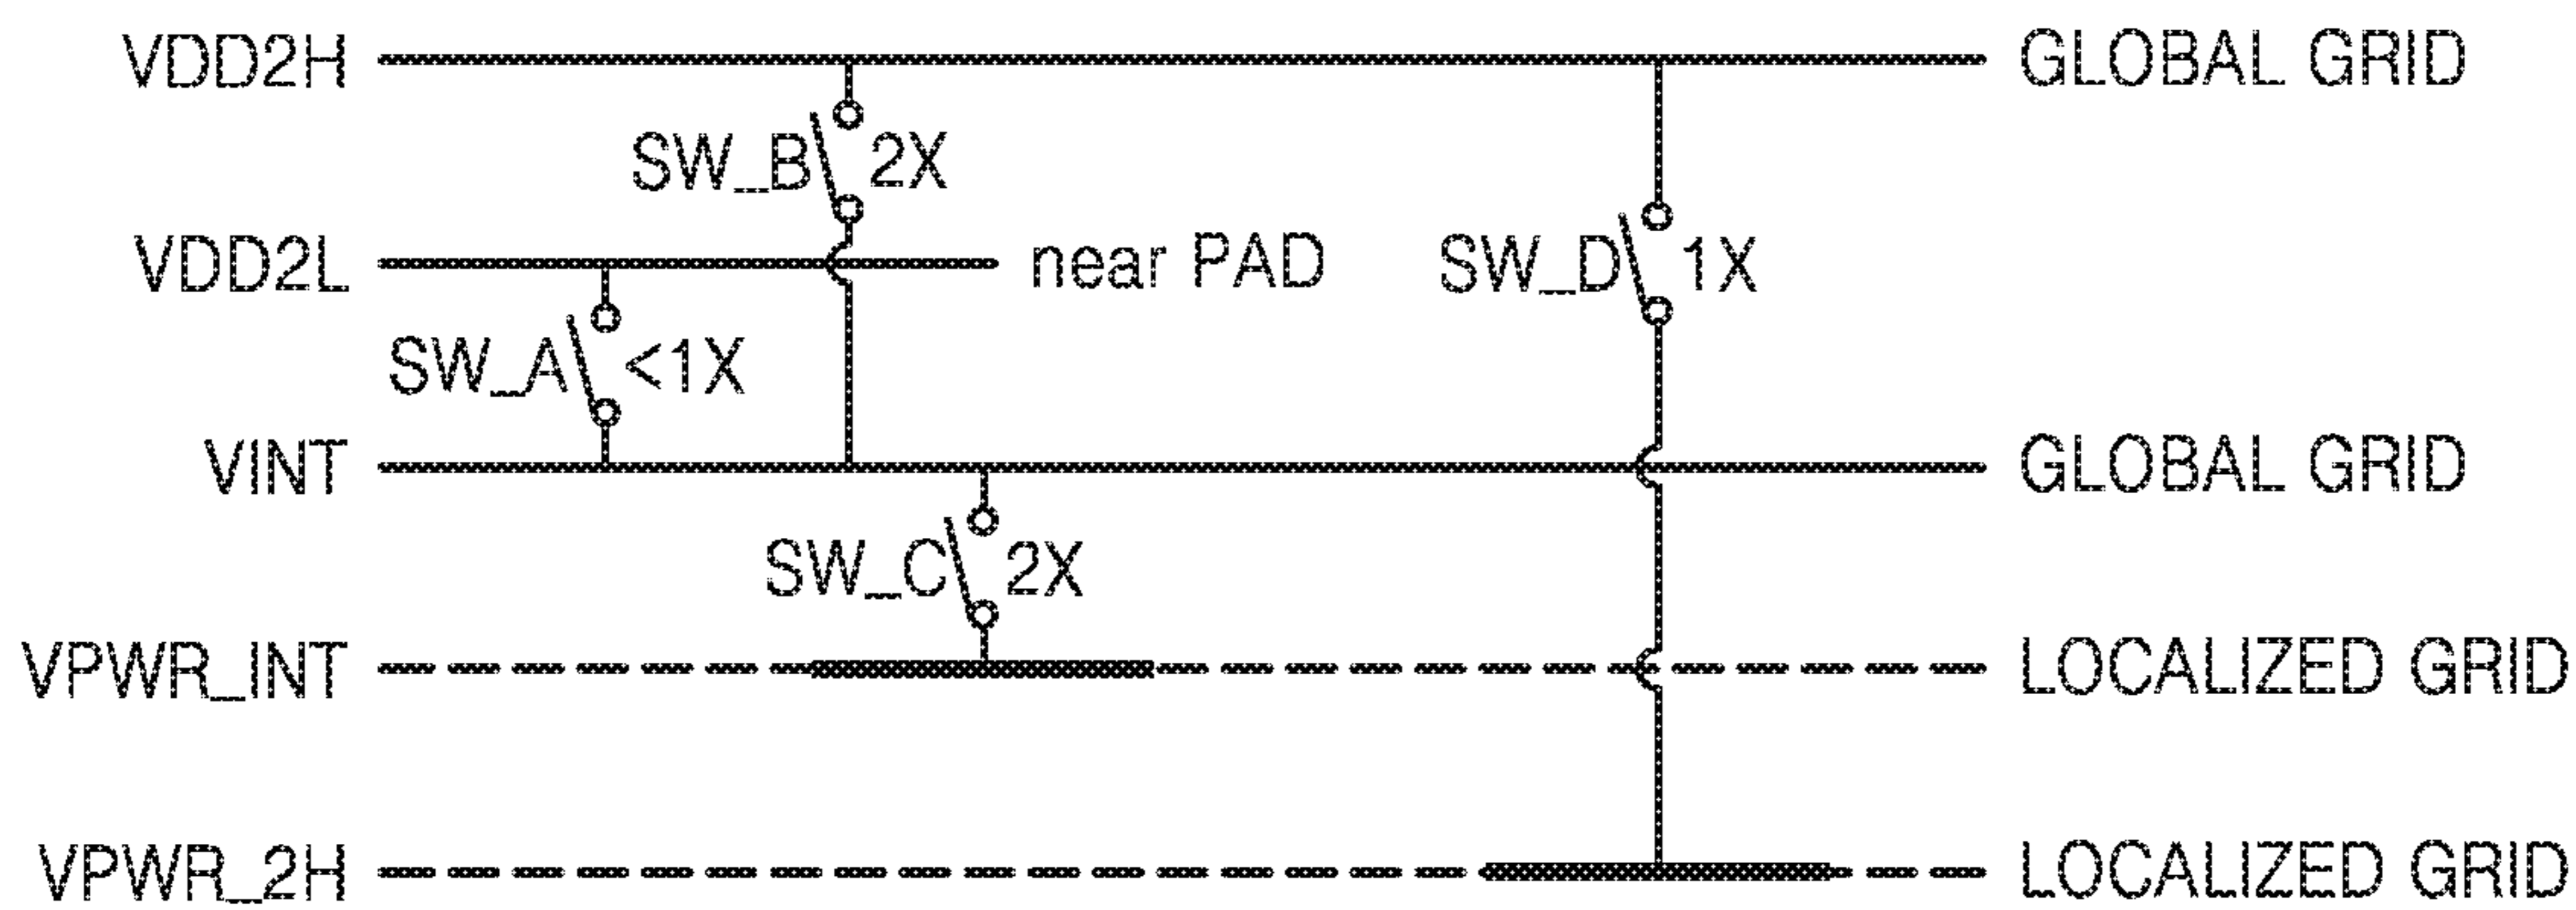 VDD2H GLOBAL GRID
SW_B 2X
VDD2L near PAD SW_D 1X
SW_A <1X
VINT GLOBAL GRID
SW_C 2X
VPWR_INT LOCALIZED GRID
VPWR_2H LOCALIZED GRID